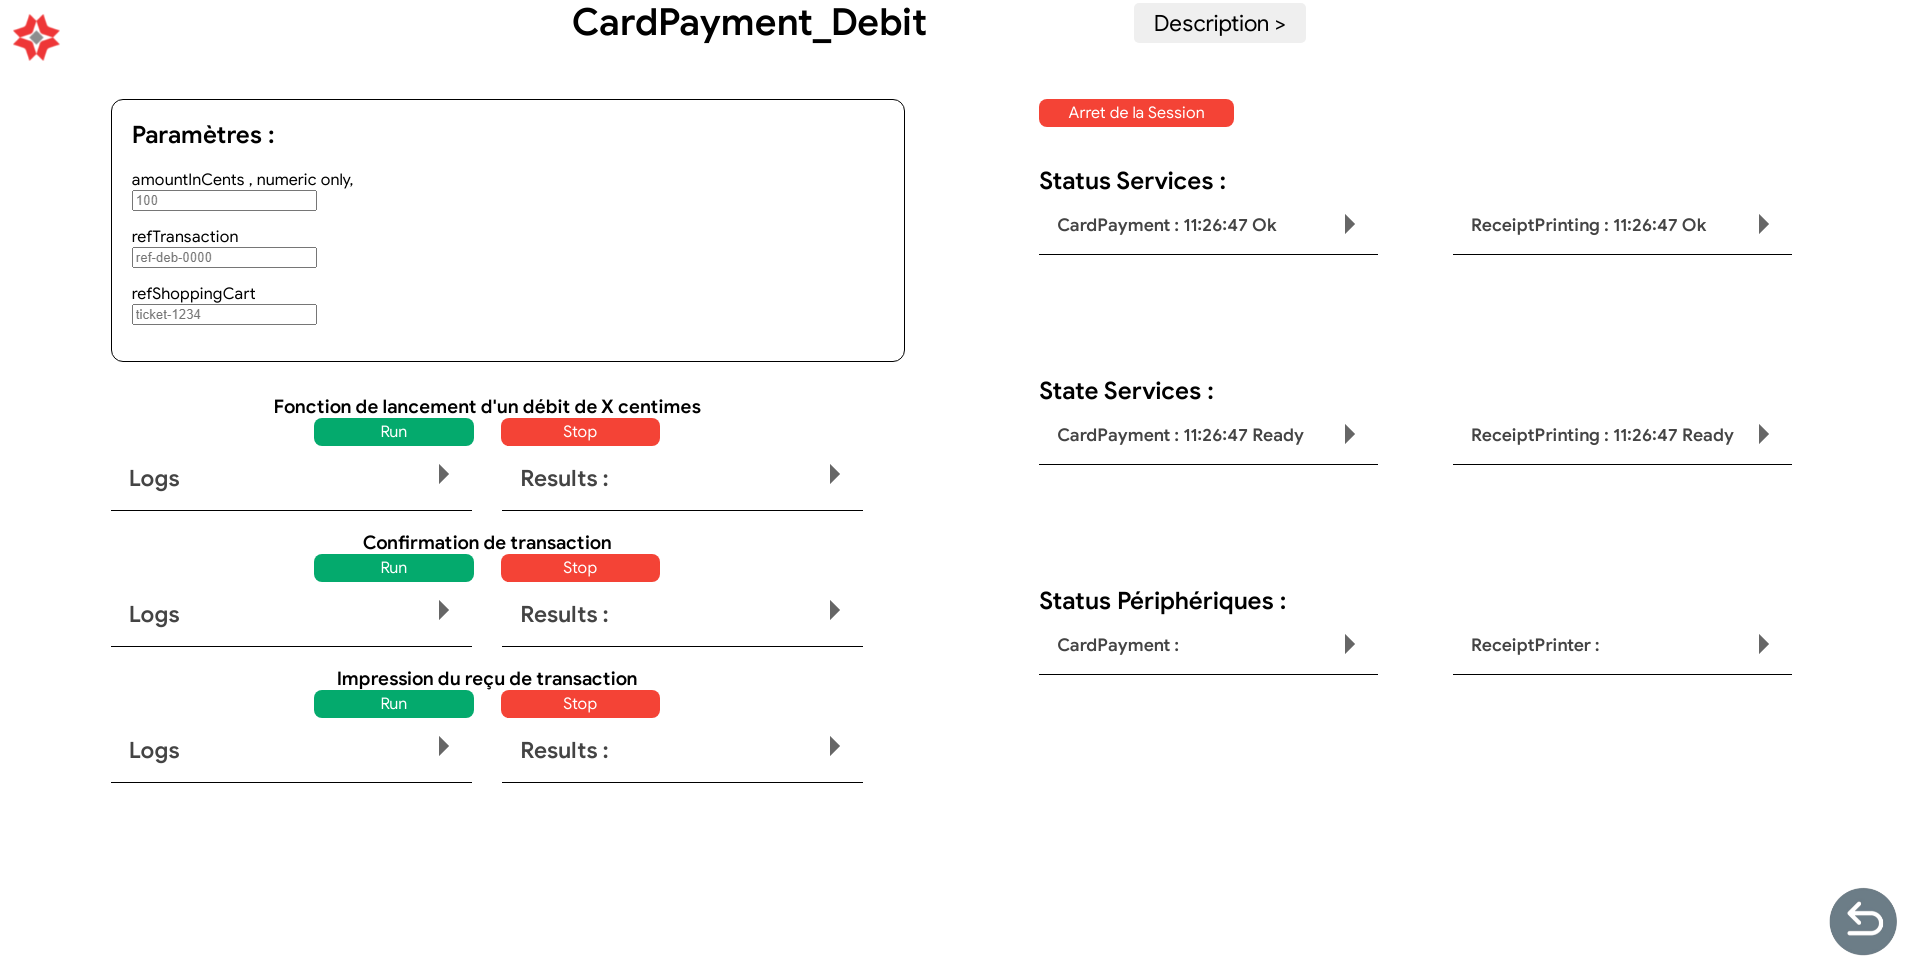 CardPayment_Debit
Description >
Paramètres :
amountInCents , numeric only,
100
refTransaction
ref-deb-0000
refShoppingCart
ticket-1234
Fonction de lancement d'un débit de X centimes
Run
Stop
Logs
Results :
Confirmation de transaction
Run
Stop
Logs
Results :
Impression du reçu de transaction
Run
Stop
Logs
Results :
Arret de la Session
Status Services :
CardPayment : 11:26:47 Ok
ReceiptPrinting : 11:26:47 Ok
State Services :
CardPayment : 11:26:47 Ready
ReceiptPrinting : 11:26:47 Ready
Status Périphériques :
CardPayment :
ReceiptPrinter :